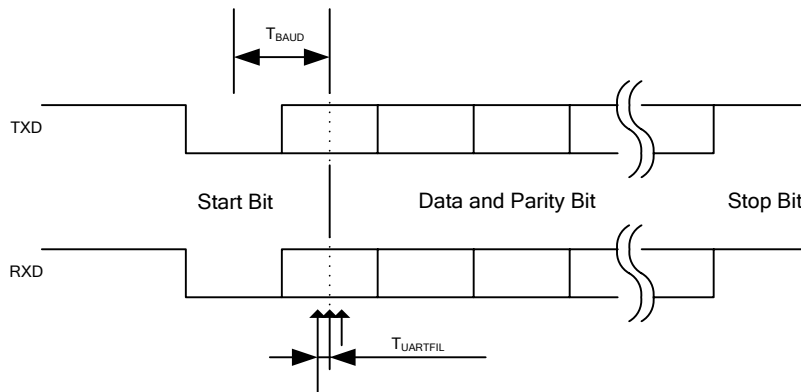 TBAUD
TXD
Start Bit
Data and Parity Bit
Stop Bit
RXD
TUARTFIL